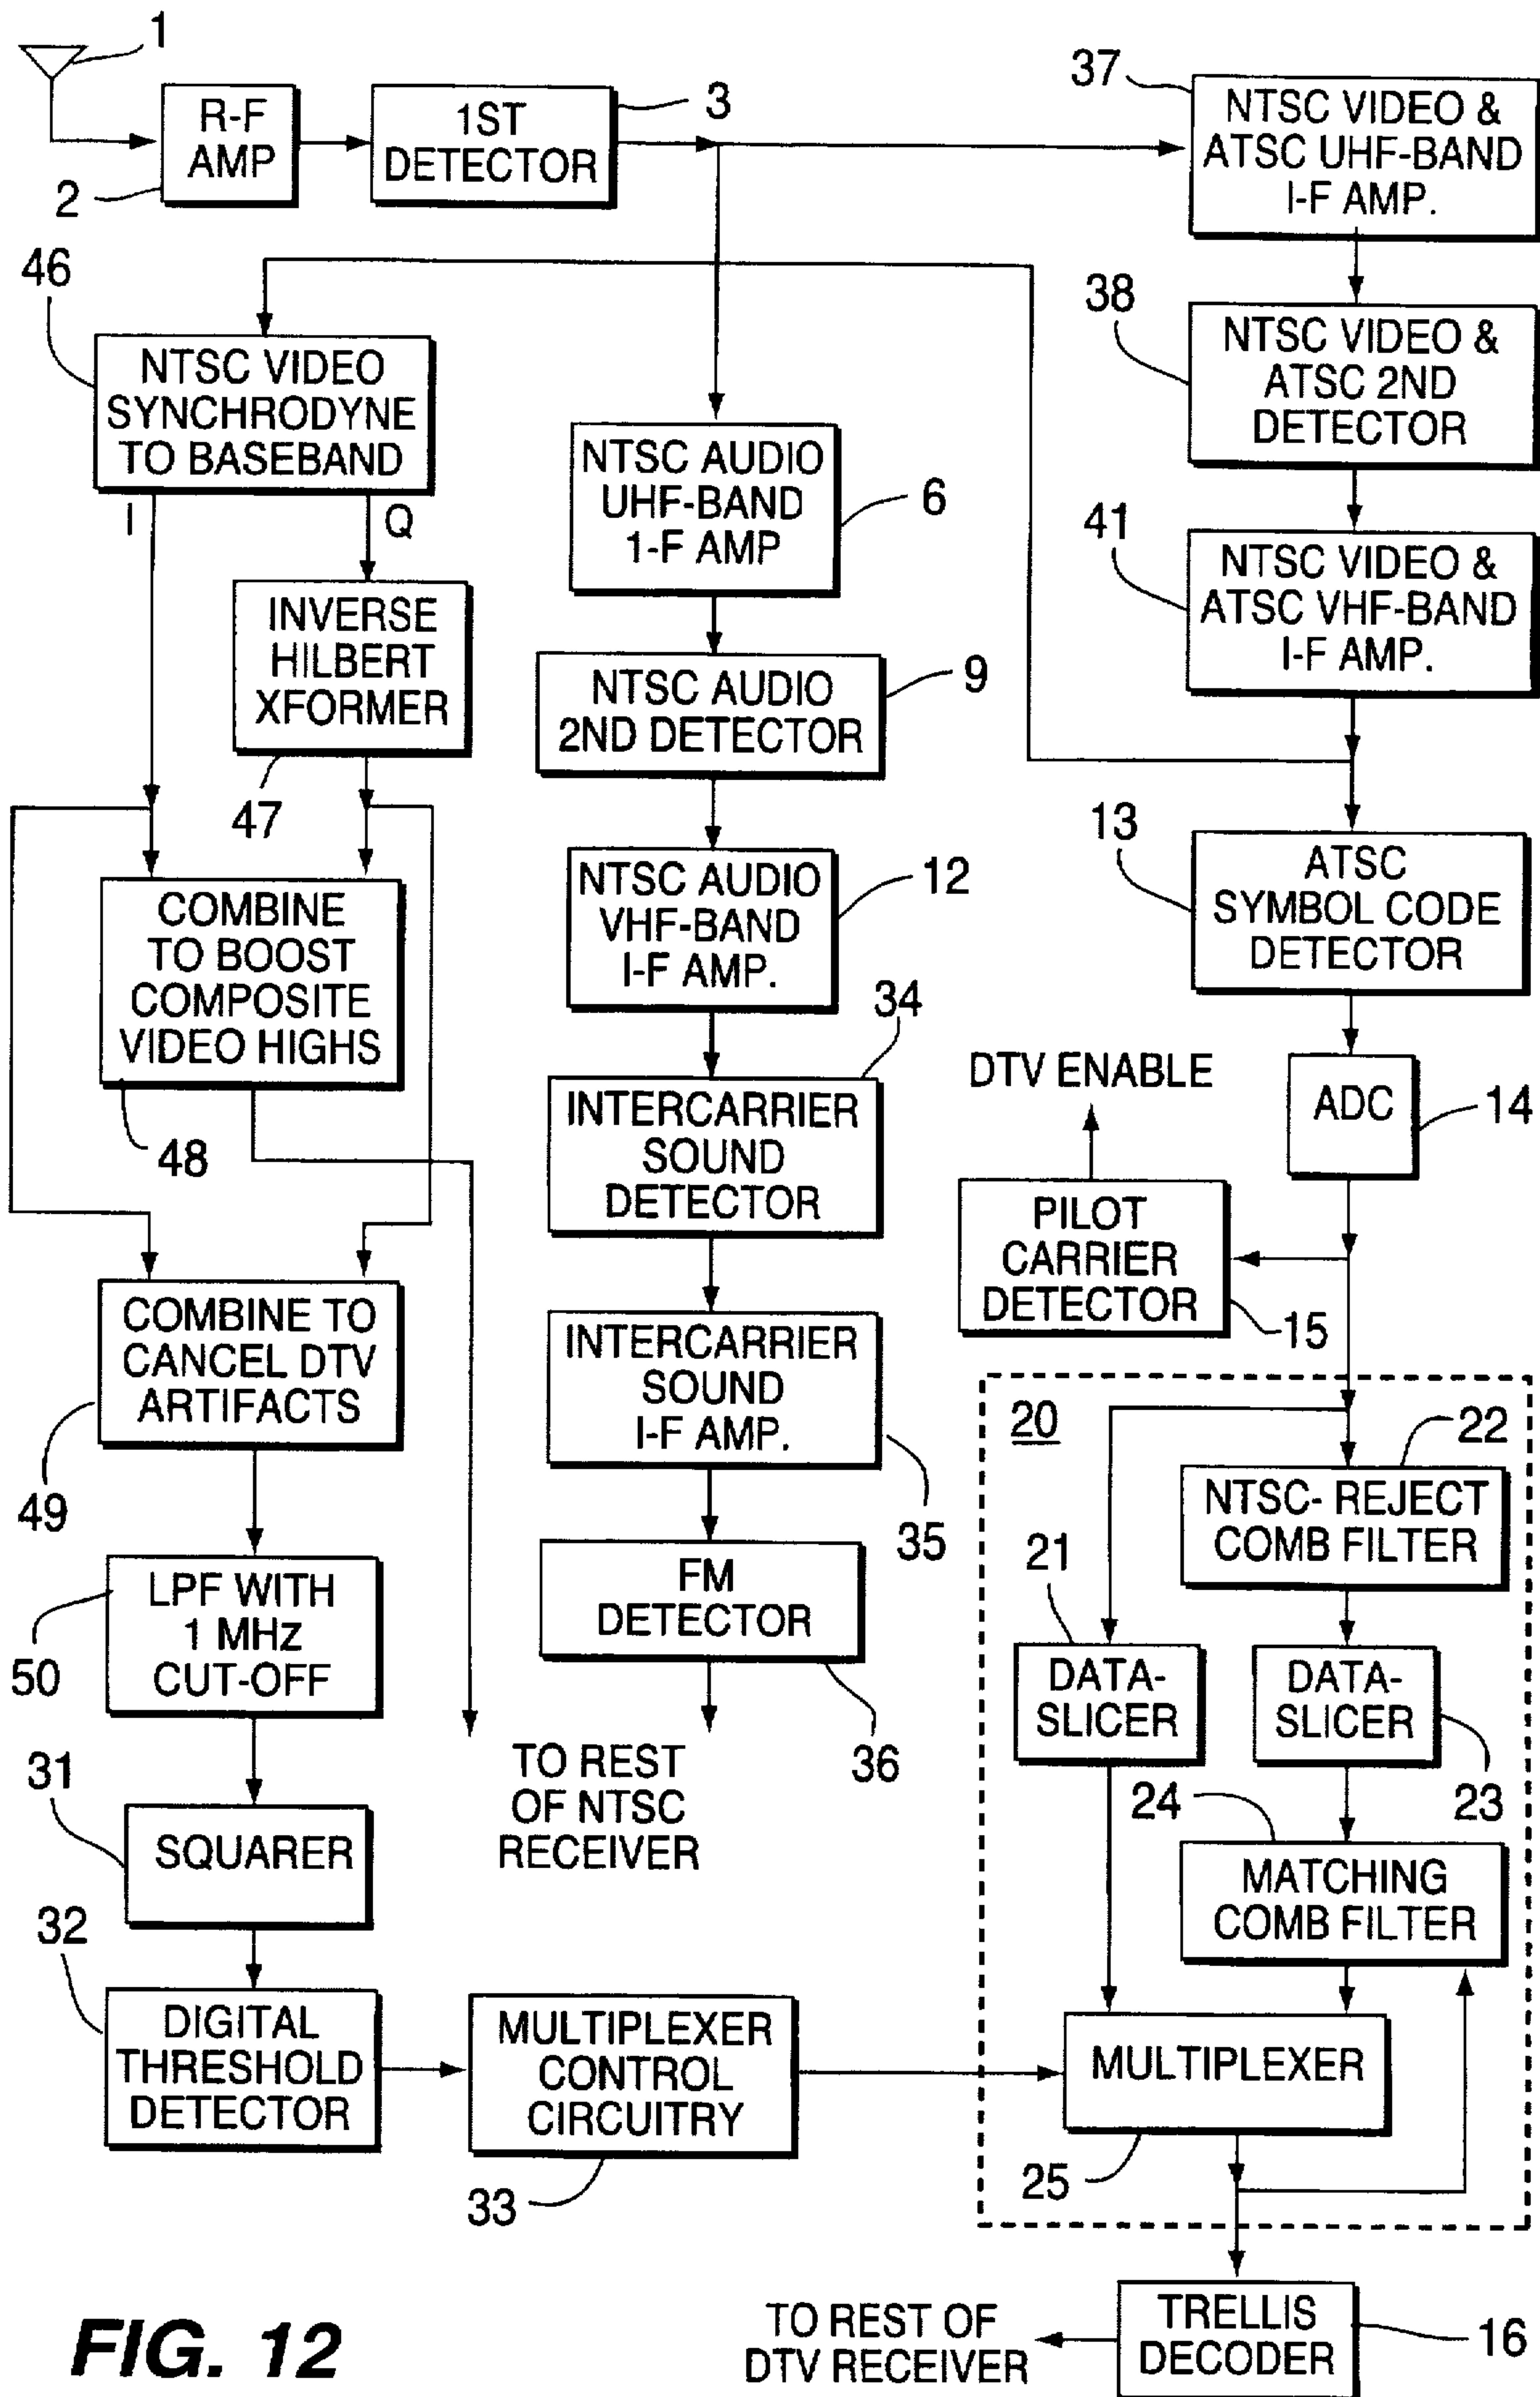 1
R-F
AMP
2
1ST
DETECTOR
3
37
NTSC VIDEO &
ATSC UHF-BAND
I-F AMP.
46
NTSC VIDEO
SYNCHRODYNE
TO BASEBAND
I
Q
38
NTSC VIDEO &
ATSC 2ND
DETECTOR
NTSC AUDIO
UHF-BAND
1-F AMP
6
41
NTSC VIDEO &
ATSC VHF-BAND
I-F AMP.
INVERSE
HILBERT
XFORMER
47
NTSC AUDIO
2ND DETECTOR
9
13
ATSC
SYMBOL CODE
DETECTOR
COMBINE
TO BOOST
COMPOSITE
VIDEO HIGHS
48
NTSC AUDIO
VHF-BAND
I-F AMP.
12
34
INTERCARRIER
SOUND
DETECTOR
DTV ENABLE
ADC
14
PILOT
CARRIER
DETECTOR
15
COMBINE TO
CANCEL DTV
ARTIFACTS
49
INTERCARRIER
SOUND
I-F AMP.
35
20
22
NTSC- REJECT
COMB FILTER
LPF WITH
1 MHz
CUT-OFF
50
FM
DETECTOR
36
21
DATA-
SLICER
DATA-
SLICER
23
TO REST
OF NTSC
RECEIVER
31
SQUARER
24
MATCHING
COMB FILTER
32
DIGITAL
THRESHOLD
DETECTOR
MULTIPLEXER
CONTROL
CIRCUITRY
33
MULTIPLEXER
25
TRELLIS
DECODER
16
TO REST OF
DTV RECEIVER
FIG. 12